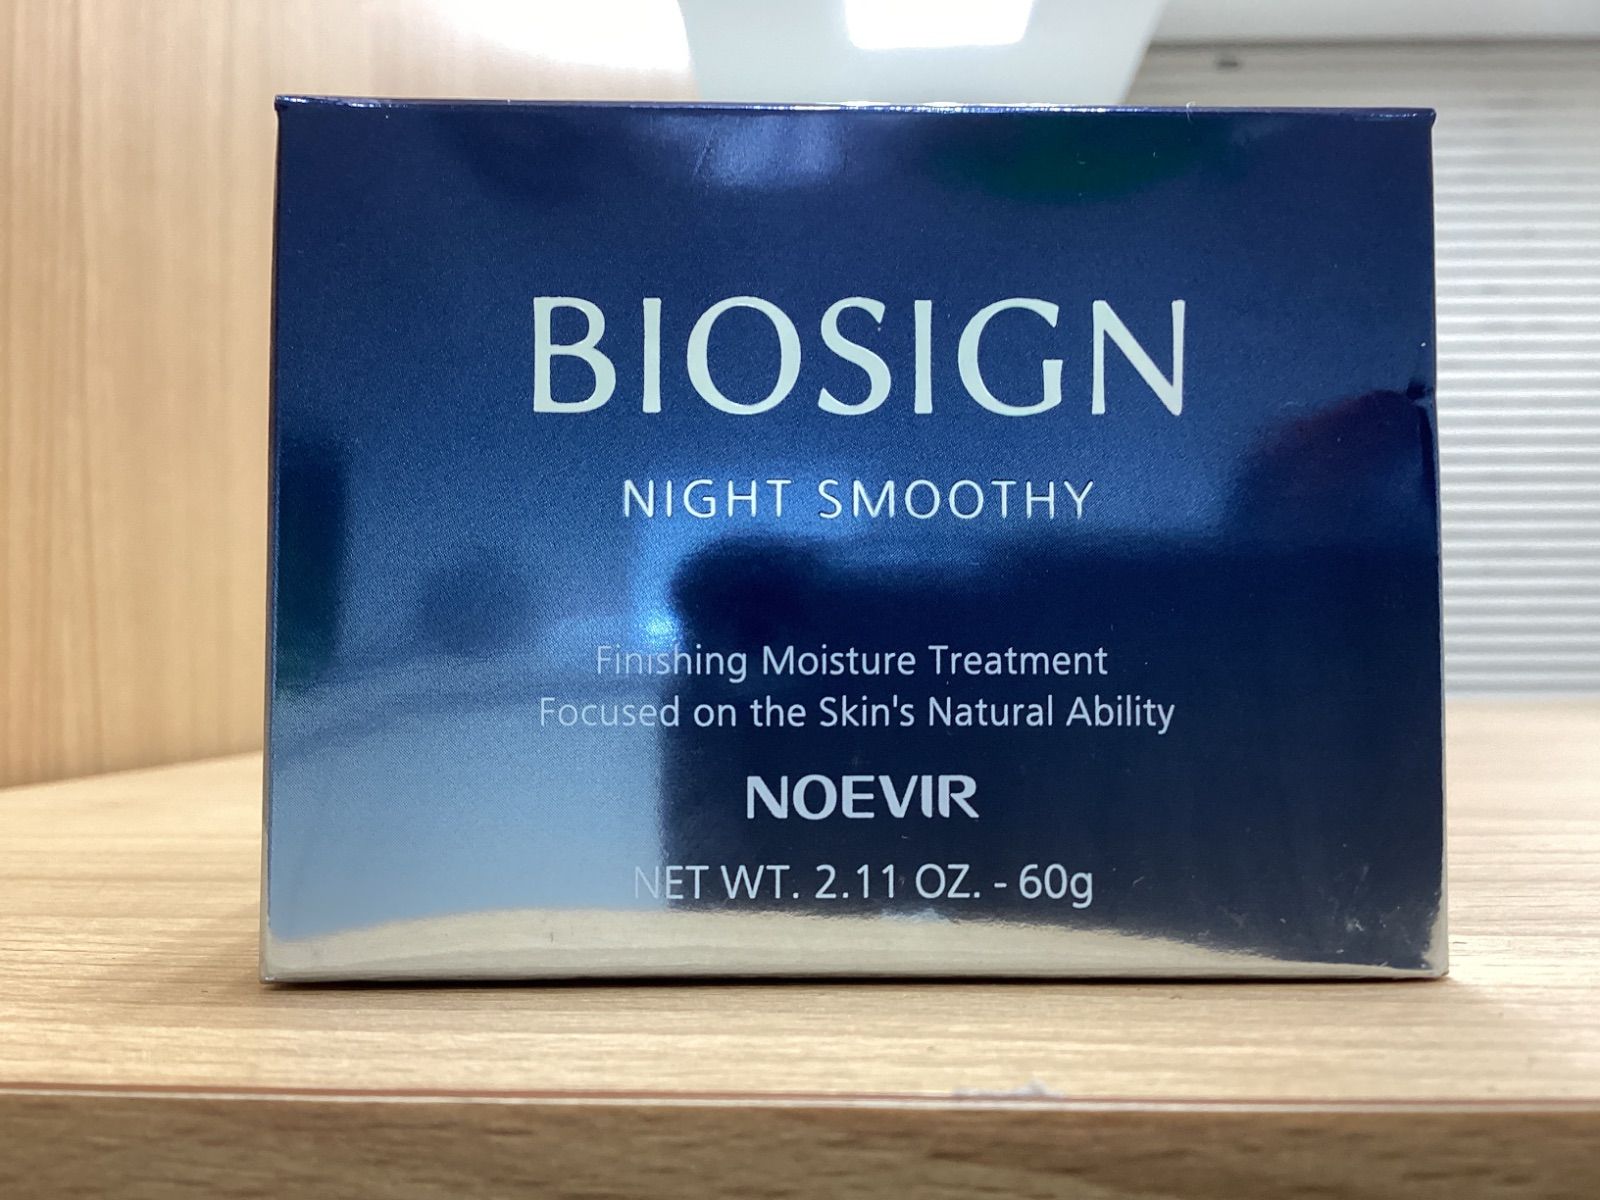 BIOSIGN
NIGHT SMOOTHY
Finishing Moisture Treatment
Focused on the Skin's Natural Ability
NOEVIR
NET WT. 2.11 OZ. - 60g